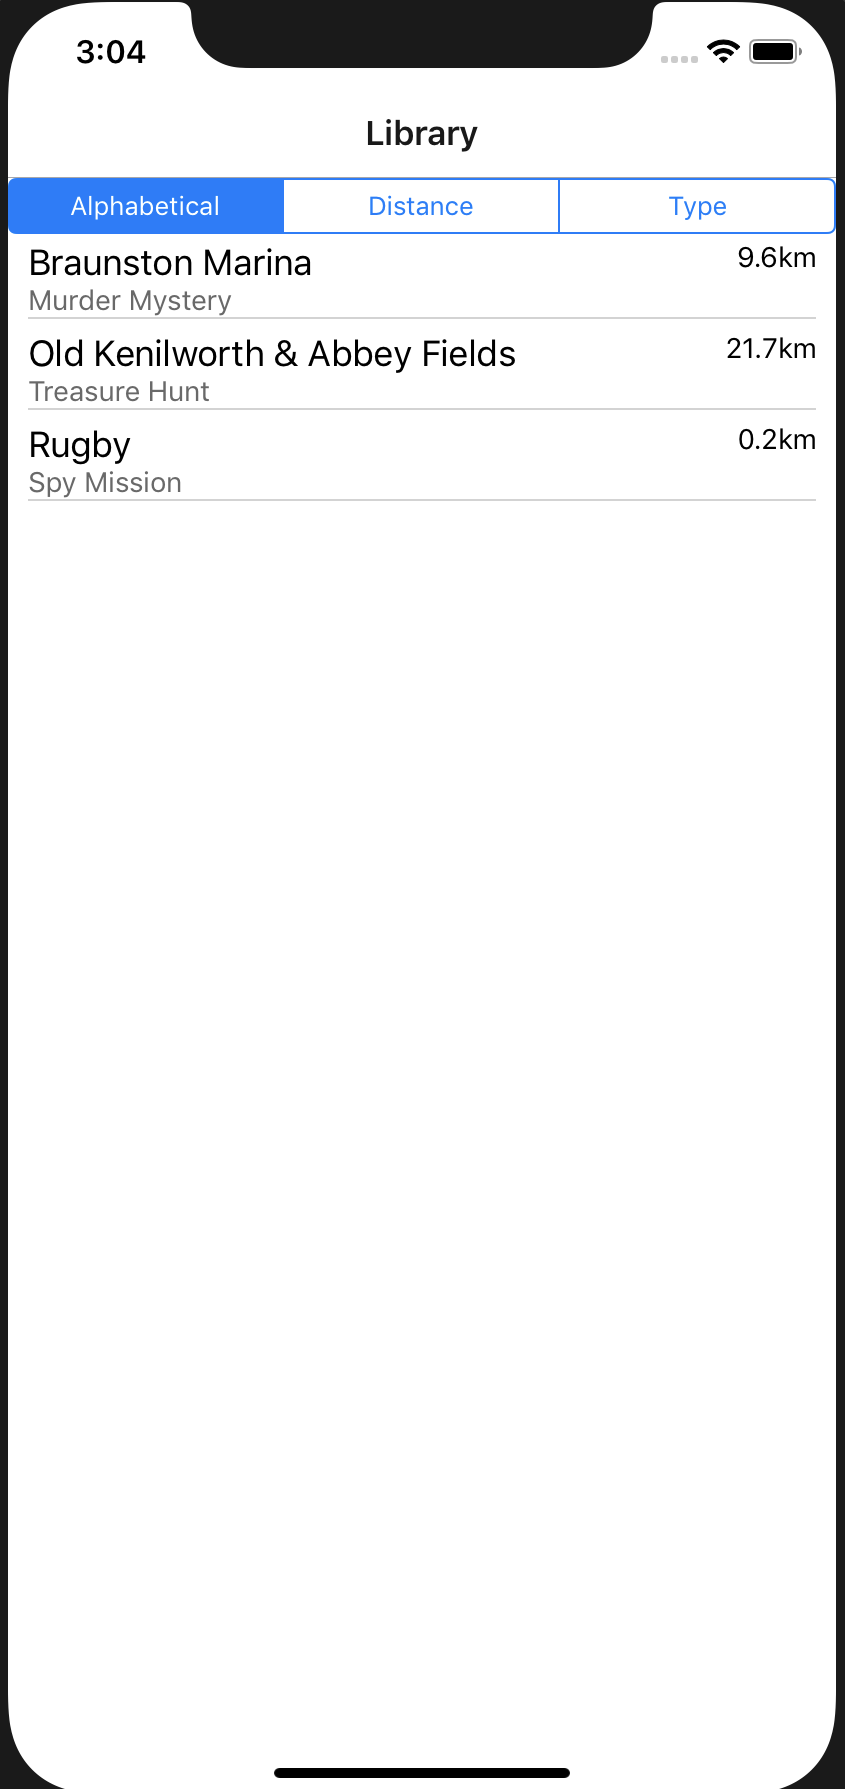 3:04
Library
Alphabetical Distance Type
Braunston Marina 9.6km
Murder Mystery
Old Kenilworth & Abbey Fields 21.7km
Treasure Hunt
Rugby 0.2km
Spy Mission